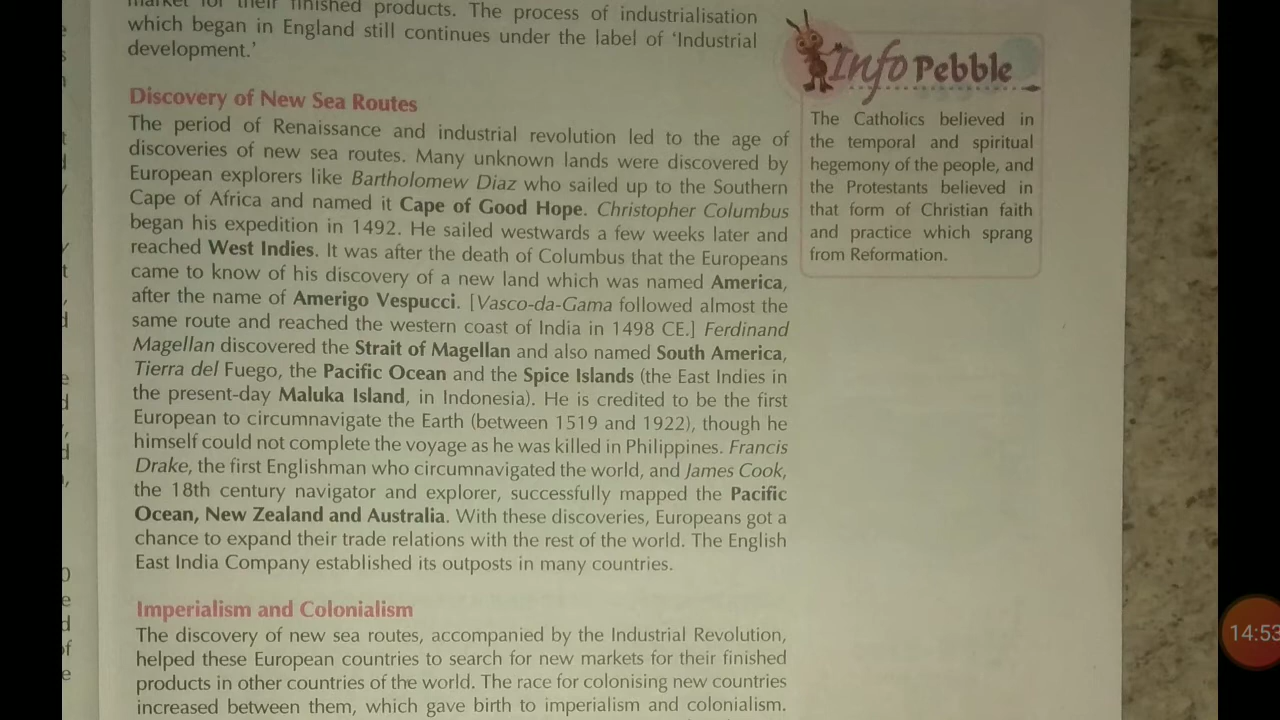 market for their finished products. The process of industrialisation
which began in England still continues under the label of ‘Industrial
development.’
Discovery of New Sea Routes
The period of Renaissance and industrial revolution led to the age of
discoveries of new sea routes. Many unknown lands were discovered by
European explorers like Bartholomew Diaz who sailed up to the Southern
Cape of Africa and named it Cape of Good Hope. Christopher Columbus
began his expedition in 1492. He sailed westwards a few weeks later and
reached West Indies. It was after the death of Columbus that the Europeans
came to know of his discovery of a new land which was named America,
after the name of Amerigo Vespucci. [Vasco-da-Gama followed almost the
same route and reached the western coast of India in 1498 CE.] Ferdinand
Magellan discovered the Strait of Magellan and also named South America,
Tierra del Fuego, the Pacific Ocean and the Spice Islands (the East Indies in
the present-day Maluka Island, in Indonesia). He is credited to be the first
European to circumnavigate the Earth (between 1519 and 1922), though he
himself could not complete the voyage as he was killed in Philippines. Francis
Drake, the first Englishman who circumnavigated the world, and James Cook,
the 18th century navigator and explorer, successfully mapped the Pacific
Ocean, New Zealand and Australia. With these discoveries, Europeans got a
chance to expand their trade relations with the rest of the world. The English
East India Company established its outposts in many countries.
Imperialism and Colonialism
The discovery of new sea routes, accompanied by the Industrial Revolution,
helped these European countries to search for new markets for their finished
products in other countries of the world. The race for colonising new countries
increased between them, which gave birth to imperialism and colonialism.
Info Pebble
The Catholics believed in
the temporal and spiritual
hegemony of the people, and
the Protestants believed in
that form of Christian faith
and practice which sprang
from Reformation.
14:53